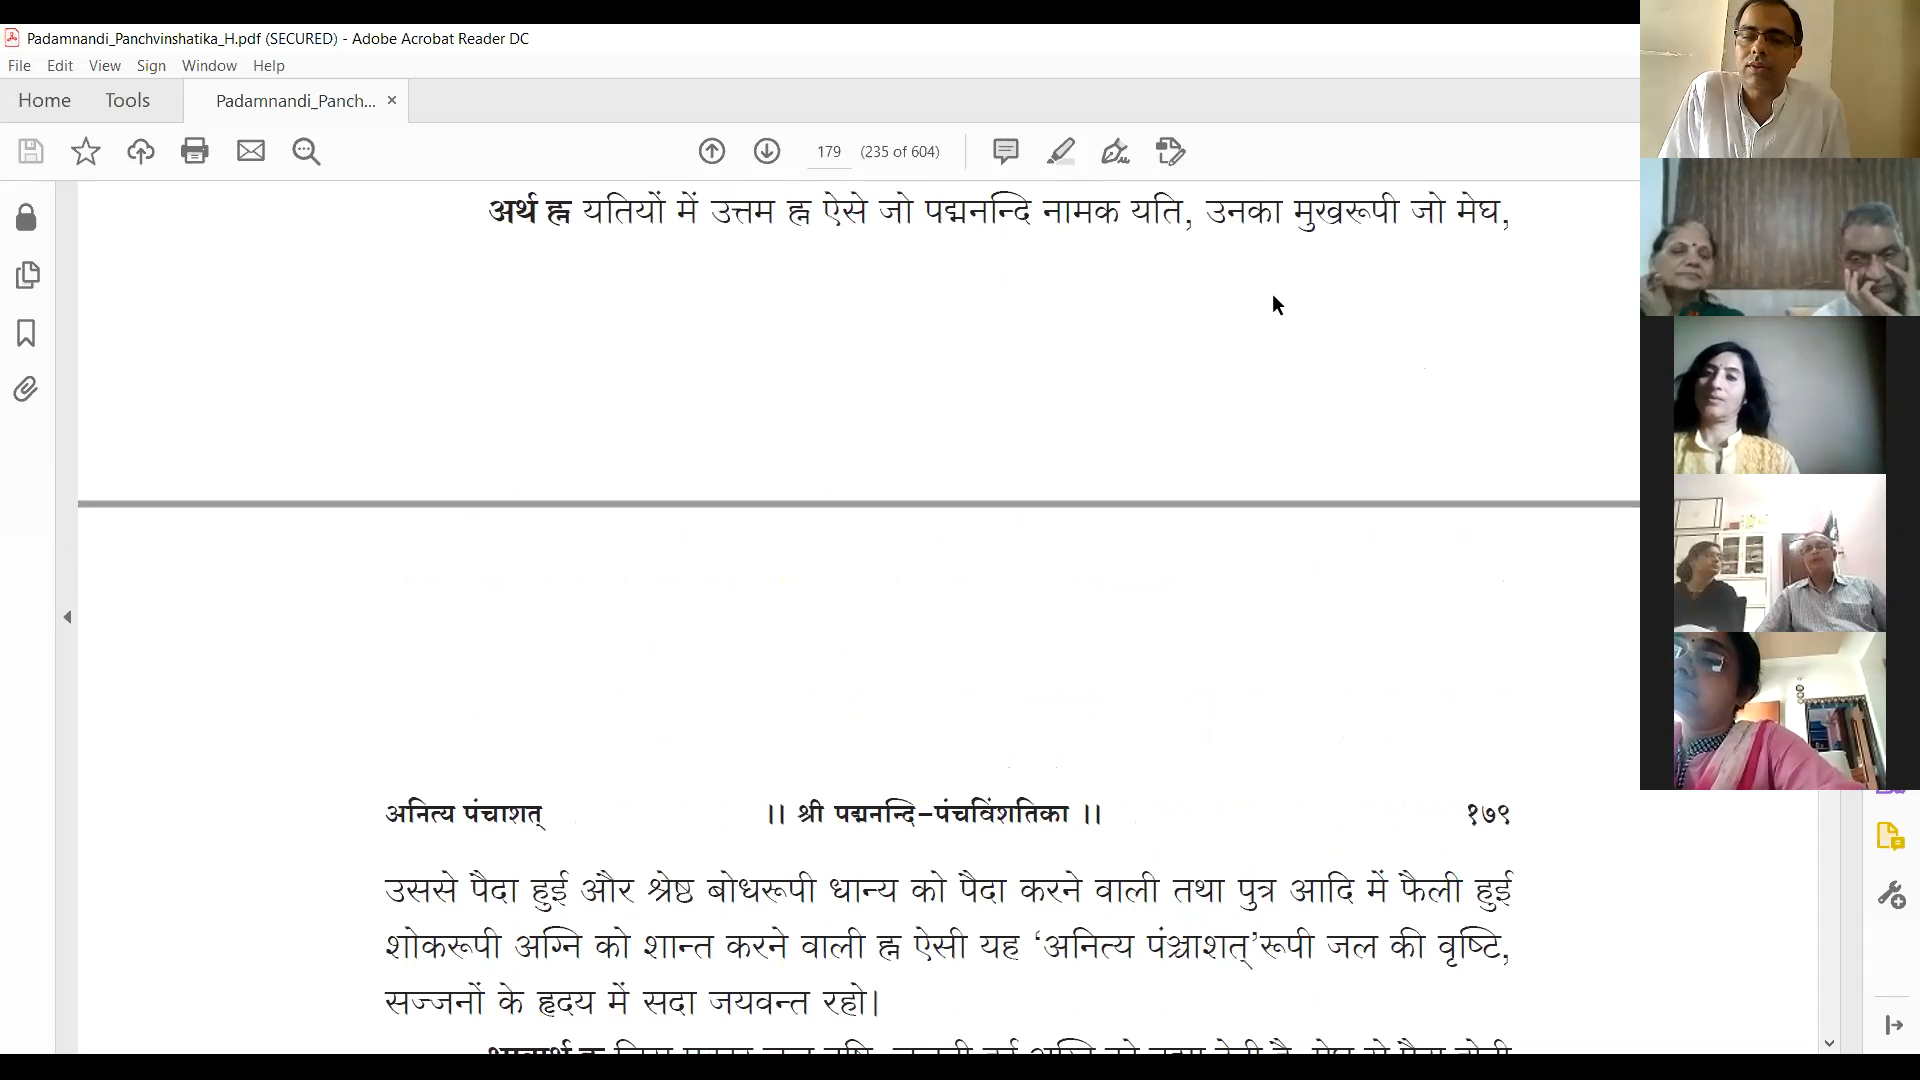 Padamnandi_Panchvinshatika_H.pdf (SECURED) - Adobe Acrobat Reader DC
File Edit View Sign Window Help
Home Tools Padamnandi_Panch... ×
179 (235 of 604)
अर्थ ह्न यतियों में उत्तम ह्न ऐसे जो पद्मनन्दि नामक यति, उनका मुखरूपी जो मेघ,
अनित्य पंचाशत् ।। श्री पद्मनन्दि-पंचविंशतिका ।। १७९
उससे पैदा हुई और श्रेष्ठ बोधरूपी धान्य को पैदा करने वाली तथा पुत्र आदि में फैली हुई
शोकरूपी अग्नि को शान्त करने वाली ह्न ऐसी यह ‘अनित्य पंञ्चाशत्’रूपी जल की वृष्टि,
सज्जनों के हृदय में सदा जयवन्त रहो।